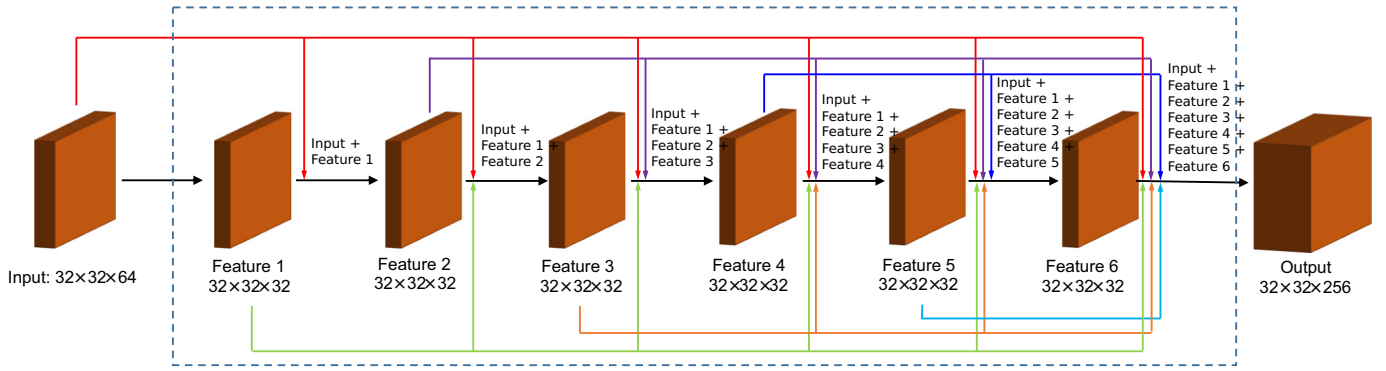 Input +
Feature 1
Input +
Feature 1 +
Feature 2
Input +
Feature 1 +
Feature 2 +
Feature 3
Input +
Feature 1 +
Feature 2 +
Feature 3 +
Feature 4
Input +
Feature 1 +
Feature 2 +
Feature 3 +
Feature 4 +
Feature 5
Input +
Feature 1 +
Feature 2 +
Feature 3 +
Feature 4 +
Feature 5 +
Feature 6
Input: 32×32×64
Feature 1
32×32×32
Feature 2
32×32×32
Feature 3
32×32×32
Feature 4
32×32×32
Feature 5
32×32×32
Feature 6
32×32×32
Output
32×32×256